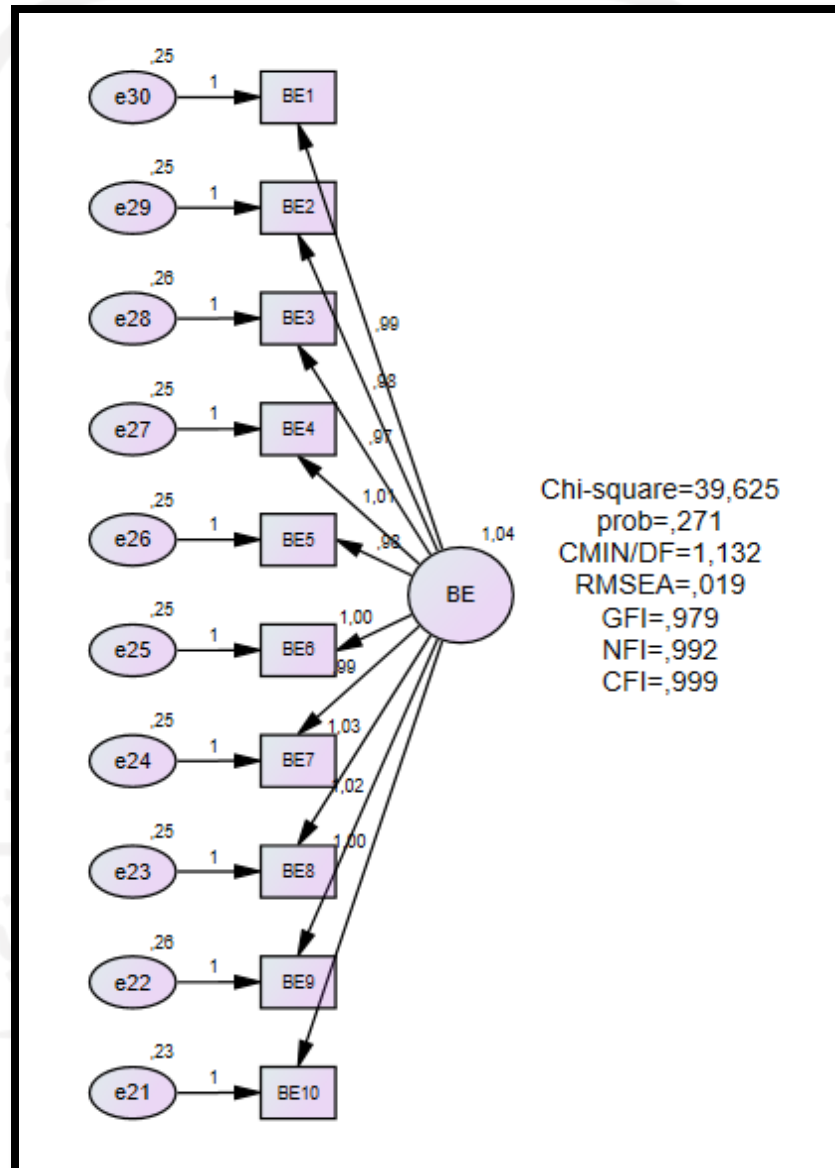 ,25
e30 1 BE1
,25
e29 1 BE2
,26
e28 1 BE3
,25
e27 1 BE4
,25
e26 1 BE5
,25
e25 1 BE6
,25
e24 1 BE7
,25
e23 1 BE8
,26
e22 1 BE9
,23
e21 1 BE10
,99
,98
,97
1,01
,98
1,00
,99
1,03
1,02
1,00
1,04
BE
Chi-square=39,625
prob=,271
CMIN/DF=1,132
RMSEA=,019
GFI=,979
NFI=,992
CFI=,999